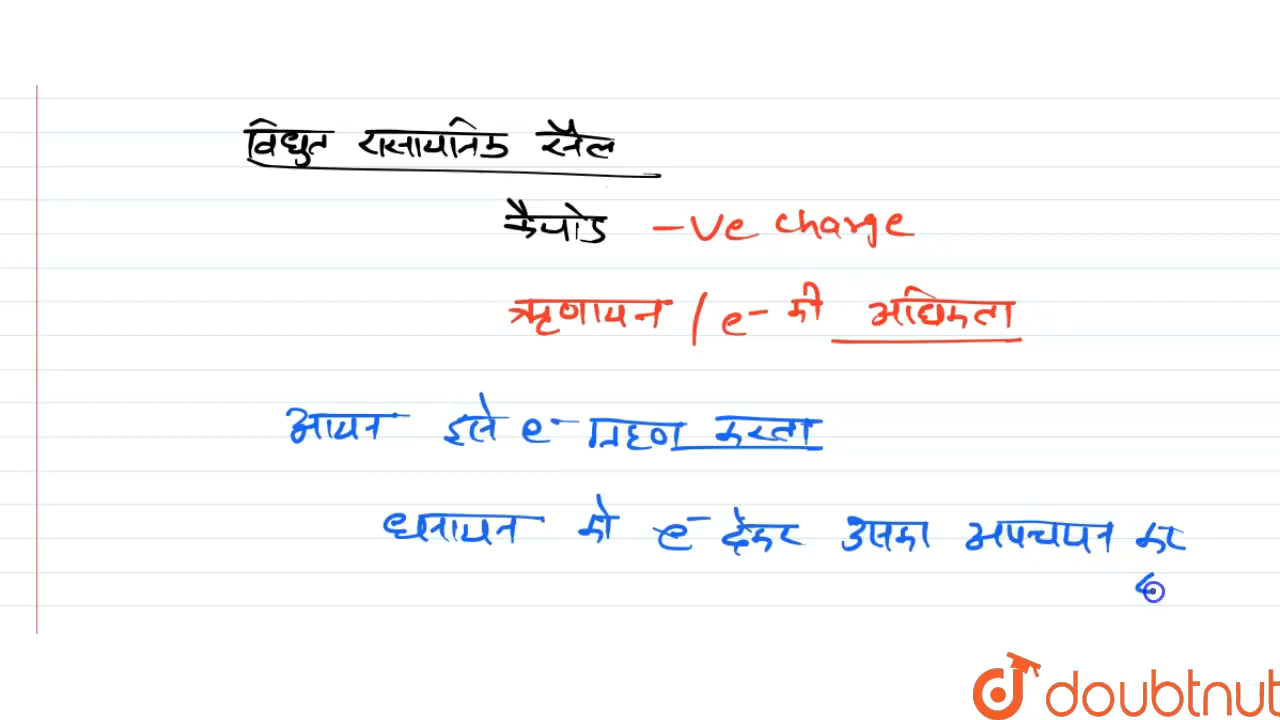 विधुत रासायनिक सैल
कैथोड -ve charge
ऋणायन / e⁻ की अधिकता
आयन इसे e⁻ ग्रहण करता
धनायन को e⁻ देकर उसका अपचयन कर
doubtnut